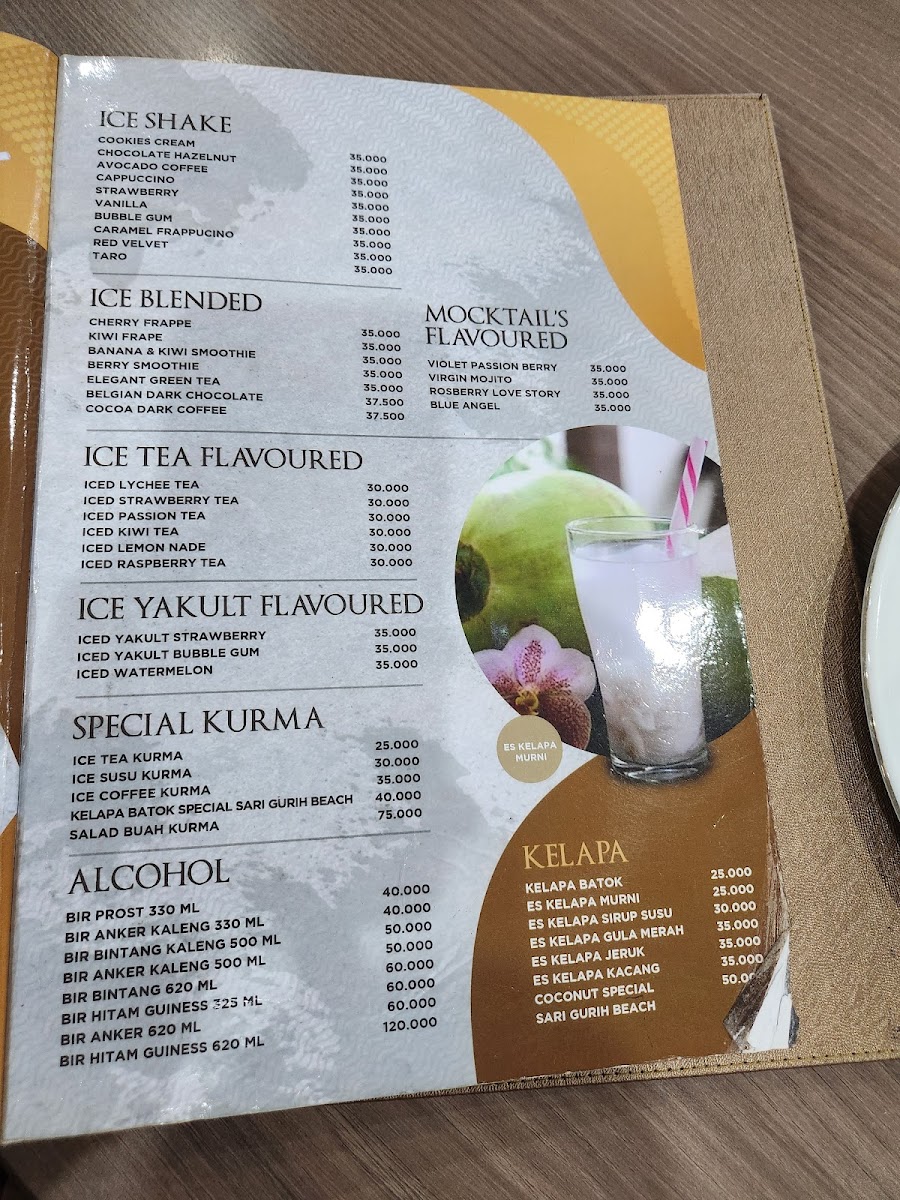 ICE SHAKE
COOKIES CREAM 35.000
CHOCOLATE HAZELNUT 35.000
AVOCADO COFFEE 35.000
CAPPUCCINO 35.000
STRAWBERRY 35.000
VANILLA 35.000
BUBBLE GUM 35.000
CARAMEL FRAPPUCINO 35.000
RED VELVET 35.000
TARO 35.000
ICE BLENDED
CHERRY FRAPPE 35.000
KIWI FRAPE 35.000
BANANA & KIWI SMOOTHIE 35.000
BERRY SMOOTHIE 35.000
ELEGANT GREEN TEA 35.000
BELGIAN DARK CHOCOLATE 37.500
COCOA DARK COFFEE 37.500
MOCKTAIL'S
FLAVOURED
VIOLET PASSION BERRY 35.000
VIRGIN MOJITO 35.000
ROSBERRY LOVE STORY 35.000
BLUE ANGEL 35.000
ICE TEA FLAVOURED
ICED LYCHEE TEA 30.000
ICED STRAWBERRY TEA 30.000
ICED PASSION TEA 30.000
ICED KIWI TEA 30.000
ICED LEMON NADE 30.000
ICED RASPBERRY TEA 30.000
ICE YAKULT FLAVOURED
ICED YAKULT STRAWBERRY 35.000
ICED YAKULT BUBBLE GUM 35.000
ICED WATERMELON 35.000
SPECIAL KURMA
ICE TEA KURMA 25.000
ICE SUSU KURMA 30.000
ICE COFFEE KURMA 35.000
KELAPA BATOK SPECIAL SARI GURIH BEACH 40.000
SALAD BUAH KURMA 75.000
ALCOHOL
BIR PROST 330 ML 40.000
BIR ANKER KALENG 330 ML 40.000
BIR BINTANG KALENG 500 ML 50.000
BIR ANKER KALENG 500 ML 50.000
BIR BINTANG 620 ML 60.000
BIR HITAM GUINESS 325 ML 60.000
BIR ANKER 620 ML 60.000
BIR HITAM GUINESS 620 ML 120.000
ES KELAPA
MURNI
KELAPA
KELAPA BATOK 25.000
ES KELAPA MURNI 25.000
ES KELAPA SIRUP SUSU 30.000
ES KELAPA GULA MERAH 35.000
ES KELAPA JERUK 35.000
ES KELAPA KACANG 35.000
COCONUT SPECIAL
SARI GURIH BEACH